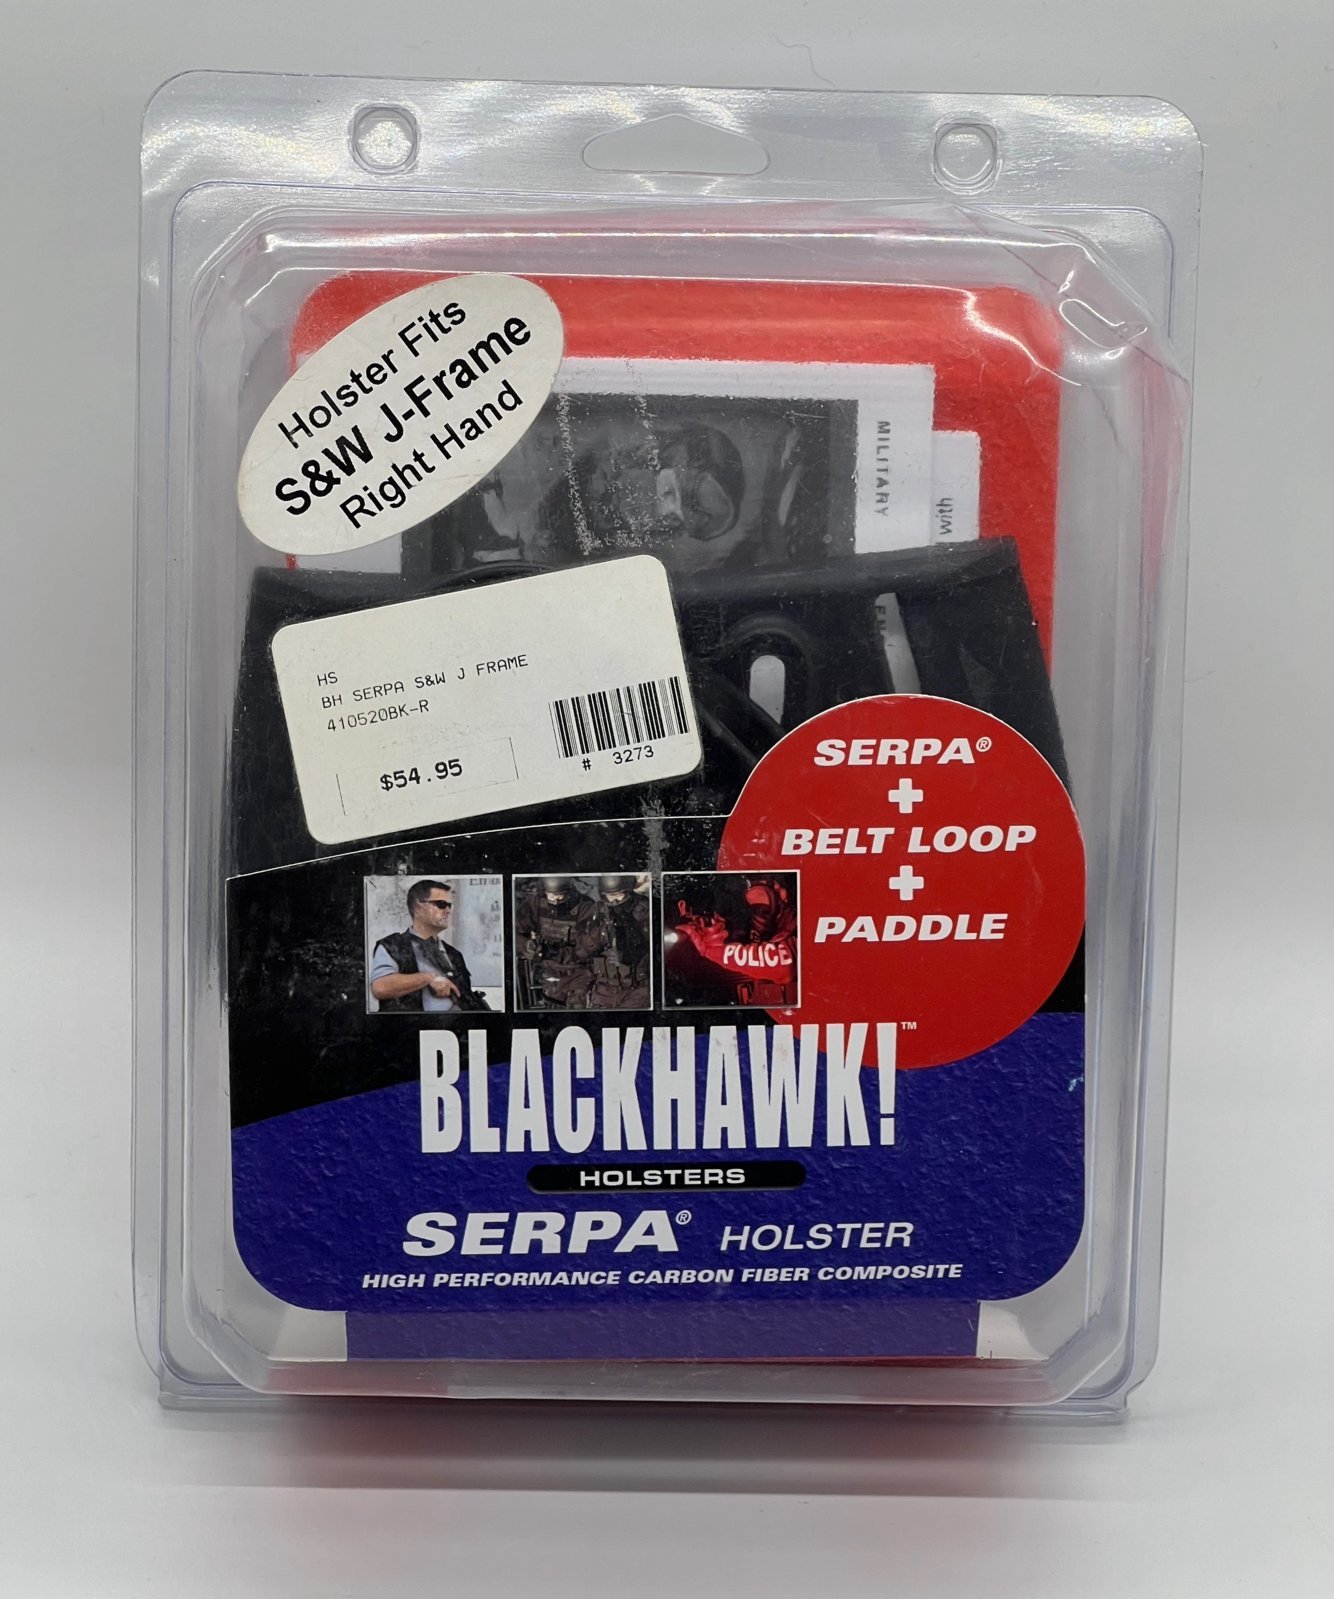 Holster Fits
S&W J-Frame
Right Hand
MILITARY
with
HS
BH SERPA S&W J FRAME
410520BK-R
$54.95
# 3273
SERPA®
+
BELT LOOP
+
PADDLE
POLICE
BLACKHAWK!™
HOLSTERS
SERPA® HOLSTER
HIGH PERFORMANCE CARBON FIBER COMPOSITE